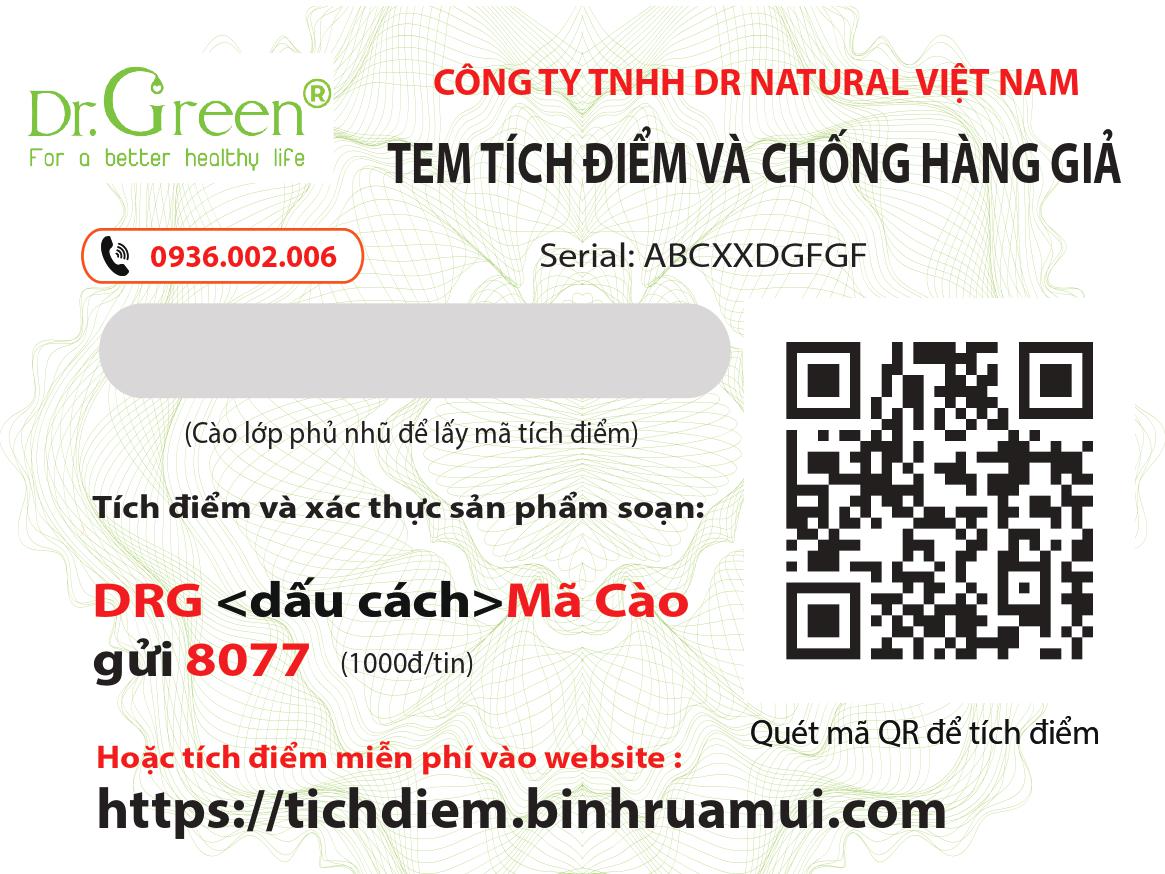 Dr.Green®
For a better healthy life
CÔNG TY TNHH DR NATURAL VIỆT NAM
TEM TÍCH ĐIỂM VÀ CHỐNG HÀNG GIẢ
0936.002.006
Serial: ABCXXDGFGF
(Cào lớp phủ nhũ để lấy mã tích điểm)
Tích điểm và xác thực sản phẩm soạn:
DRG <dấu cách>Mã Cào
gửi 8077 (1000đ/tin)
Quét mã QR để tích điểm
Hoặc tích điểm miễn phí vào website :
https://tichdiem.binhruamui.com